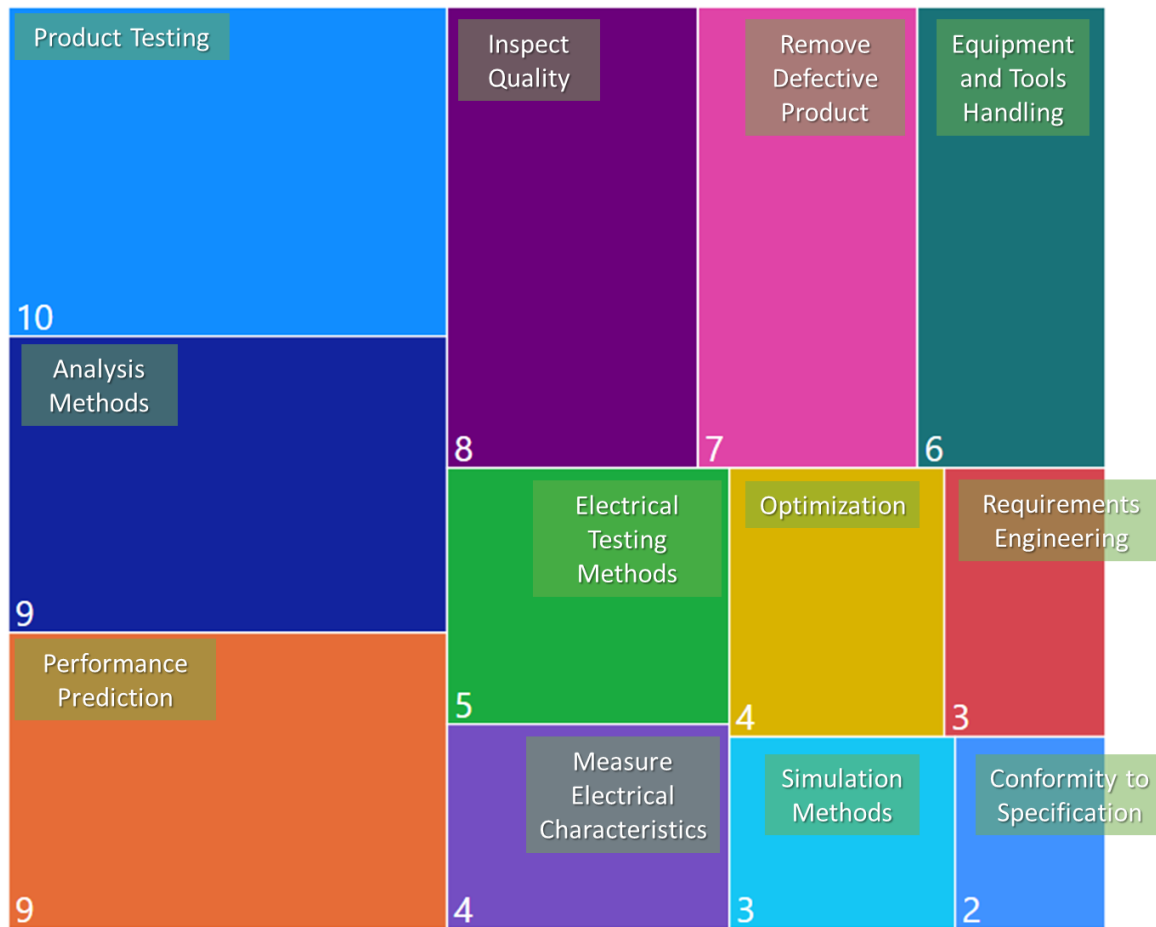 Product Testing
10
Analysis
Methods
9
Performance
Prediction
9
Inspect
Quality
8
Remove
Defective
Product
7
Equipment
and Tools
Handling
6
Electrical
Testing
Methods
5
Optimization
4
Requirements
Engineering
3
Measure
Electrical
Characteristics
4
Simulation
Methods
3
Conformity to
Specification
2